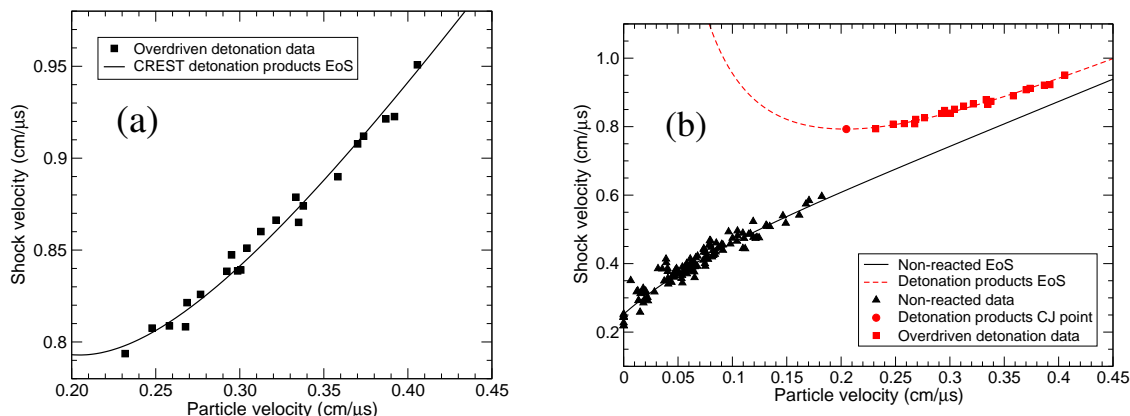 0.95
0.9
0.85
0.8
Shock velocity (cm/μs)
Overdriven detonation data
CREST detonation products EoS
(a)
0.20 0.25 0.30 0.35 0.40 0.45
Particle velocity (cm/μs)
1.0
0.8
0.6
0.4
0.2
Shock velocity (cm/μs)
(b)
Non-reacted EoS
Detonation products EoS
Non-reacted data
Detonation products CJ point
Overdriven detonation data
0 0.05 0.1 0.15 0.2 0.25 0.3 0.35 0.4 0.45
Particle velocity (cm/μs)